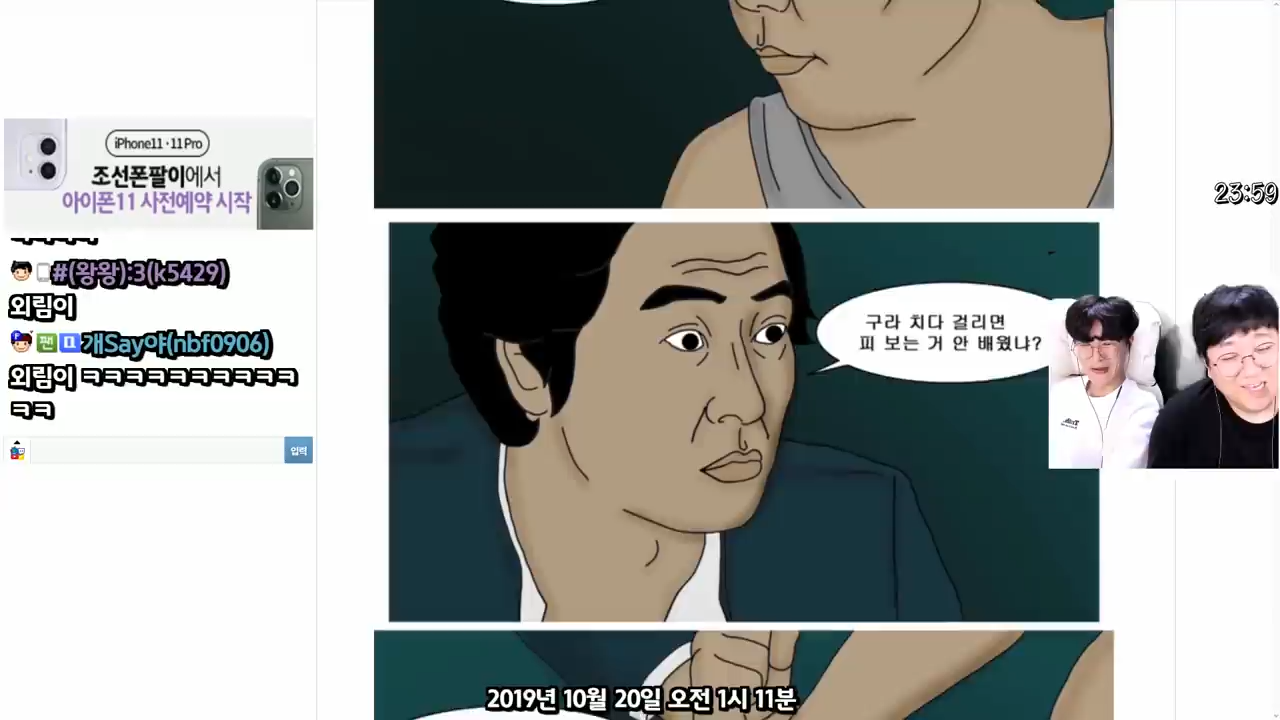 iPhone11·11 Pro
조선폰팔이에서
아이폰11 사전예약 시작
#(왕왕):3(k5429)
외림이
팬 개Say야(nbf0906)
외림이 ㅋㅋㅋㅋㅋㅋㅋㅋㅋㅋㅋ
ㅋㅋ
입력
구라 치다 걸리면
피 보는 거 안 배웠냐?
23:59
2019년 10월 20일 오전 1시 11분